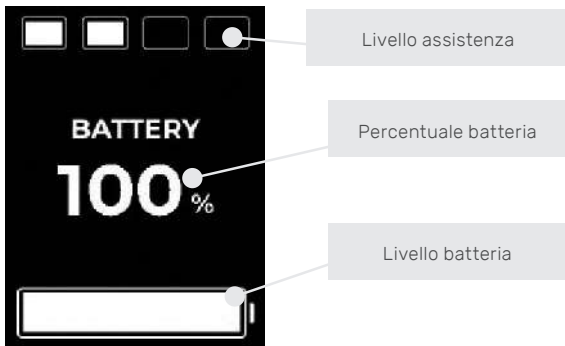 Livello assistenza
BATTERY
Percentuale batteria
100%
Livello batteria